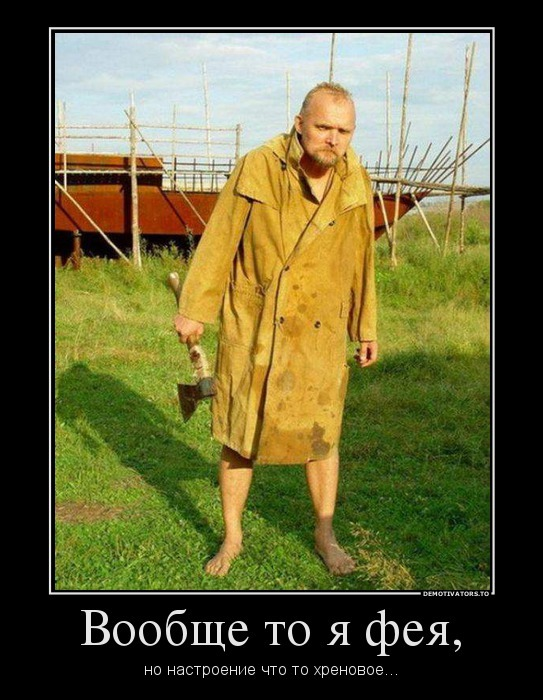 DEMOTIVATORS.TO
Вообще то я фея,
но настроение что то хреновое...